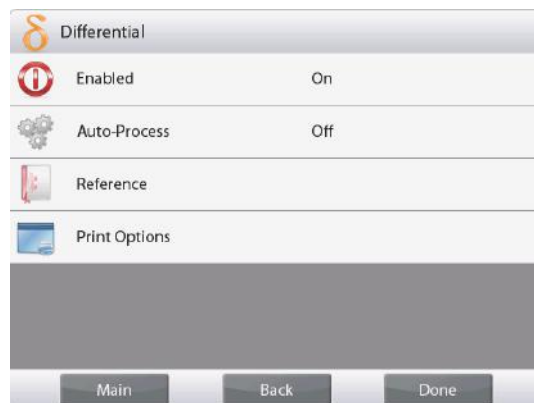 δ Differential
Enabled On
Auto-Process Off
Reference
Print Options
Main Back Done